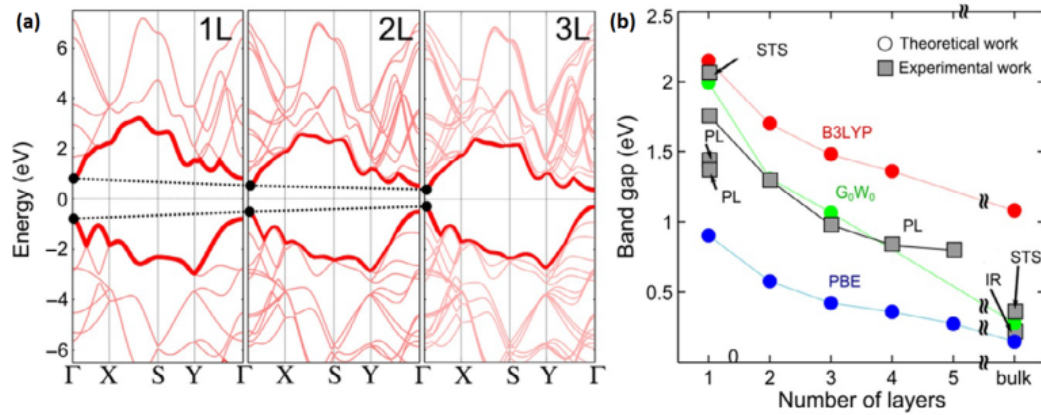 (a)
1L
2L
3L
Energy (eV)
6
4
2
0
−2
−4
−6
Γ X S Y Γ X S Y Γ X S Y Γ
(b)
Band gap (eV)
2.5
2
1.5
1
0.5
0
STS
Theoretical work
Experimental work
B3LYP
PL
PL
G₀W₀
PL
PBE
STS
IR
1 2 3 4 5 bulk
Number of layers